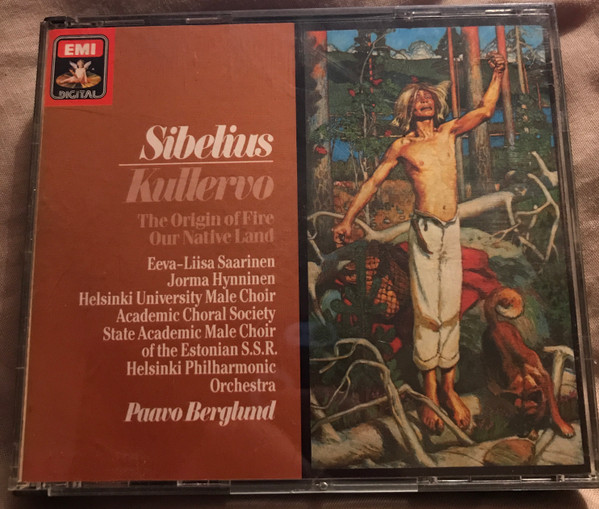 EMI
DIGITAL
Sibelius
Kullervo
The Origin of Fire
Our Native Land
Eeva-Liisa Saarinen
Jorma Hynninen
Helsinki University Male Choir
Academic Choral Society
State Academic Male Choir
of the Estonian S.S.R.
Helsinki Philharmonic
Orchestra
Paavo Berglund